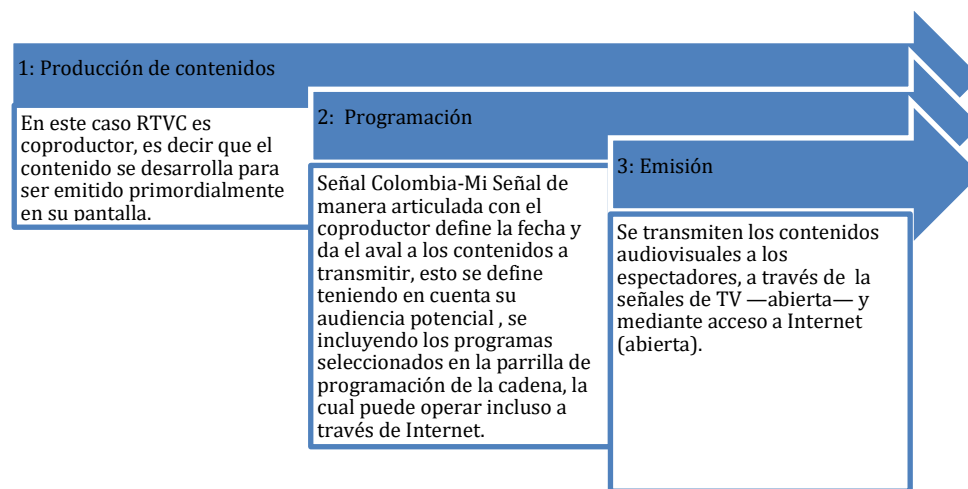 1: Producción de contenidos
En este caso RTVC es
coproductor, es decir que el
contenido se desarrolla para
ser emitido primordialmente
en su pantalla.
2:  Programación
Señal Colombia-Mi Señal de
manera articulada con el
coproductor define la fecha y
da el aval a los contenidos a
transmitir, esto se define
teniendo en cuenta su
audiencia potencial , se
incluyendo los programas
seleccionados en la parrilla de
programación de la cadena, la
cual puede operar incluso a
través de Internet.
3: Emisión
Se transmiten los contenidos
audiovisuales a los
espectadores, a través de  la
señales de TV —abierta— y
mediante acceso a Internet
(abierta).